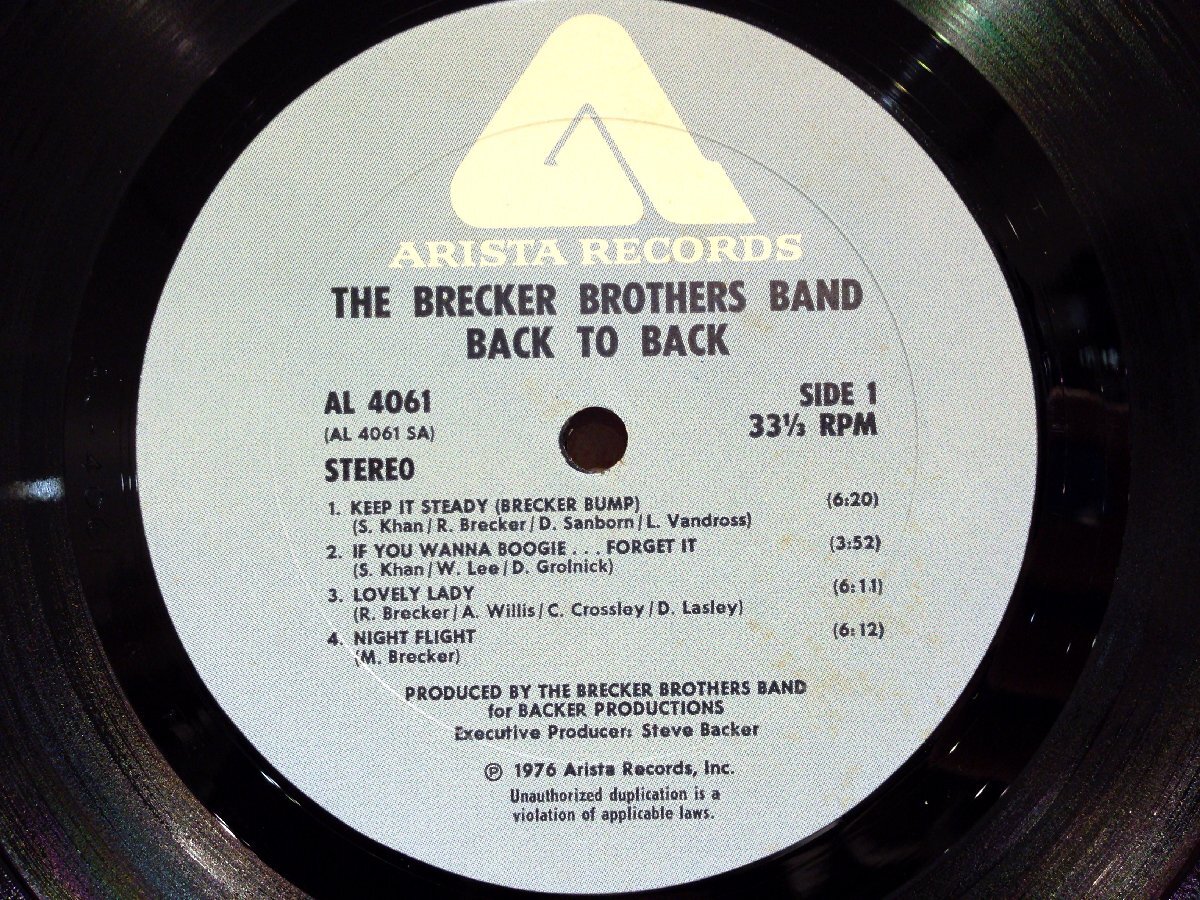 ARISTA RECORDS
THE BRECKER BROTHERS BAND
BACK TO BACK
AL 4061
(AL 4061 SA)
STEREO
SIDE 1
33⅓ RPM
1. KEEP IT STEADY (BRECKER BUMP) (6:20)
(S. Khan/R. Brecker/D. Sanborn/L. Vandross)
2. IF YOU WANNA BOOGIE . . . FORGET IT (3:52)
(S. Khan/W. Lee/D. Grolnick)
3. LOVELY LADY (6:11)
(R. Brecker/A. Willis/C. Crossley/D. Lasley)
4. NIGHT FLIGHT (6:12)
(M. Brecker)
PRODUCED BY THE BRECKER BROTHERS BAND
for BACKER PRODUCTIONS
Executive Producer: Steve Backer
℗ 1976 Arista Records, Inc.
Unauthorized duplication is a
violation of applicable laws.